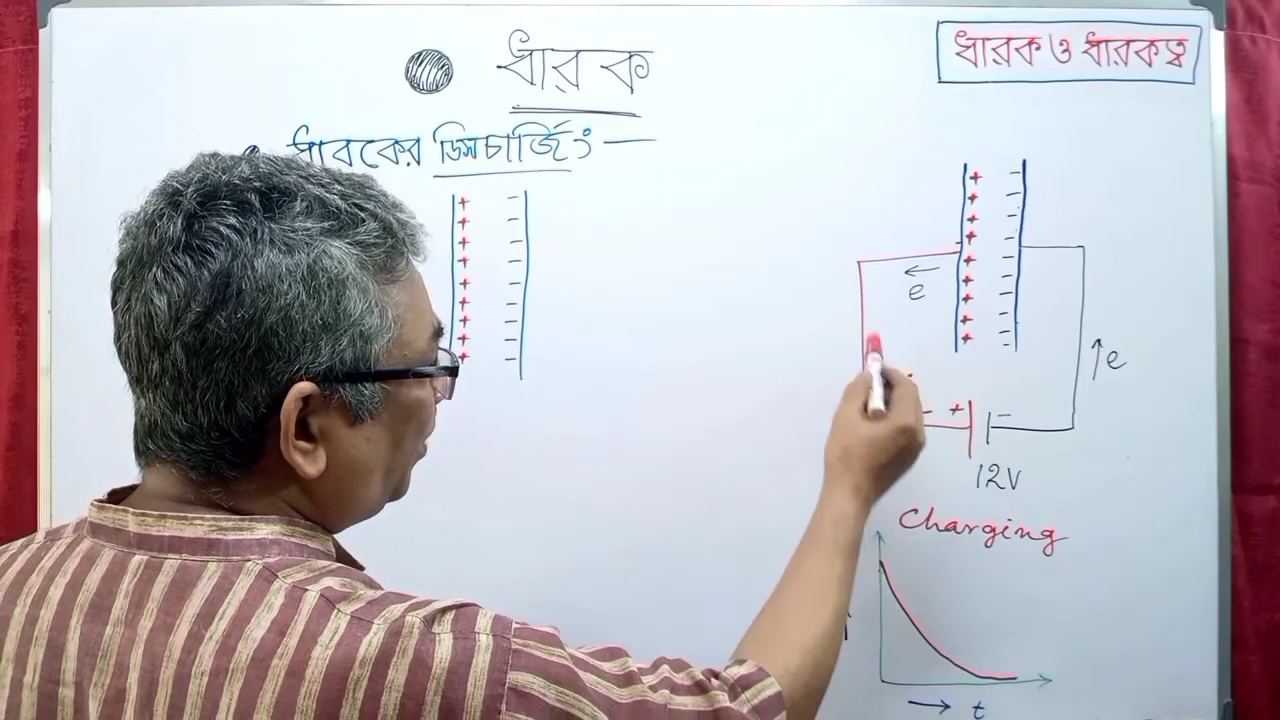 ধারক
ধারক ও ধারকত্ব
ধারকের ডিসচার্জিং :—
e
e
+
12V
Charging
t